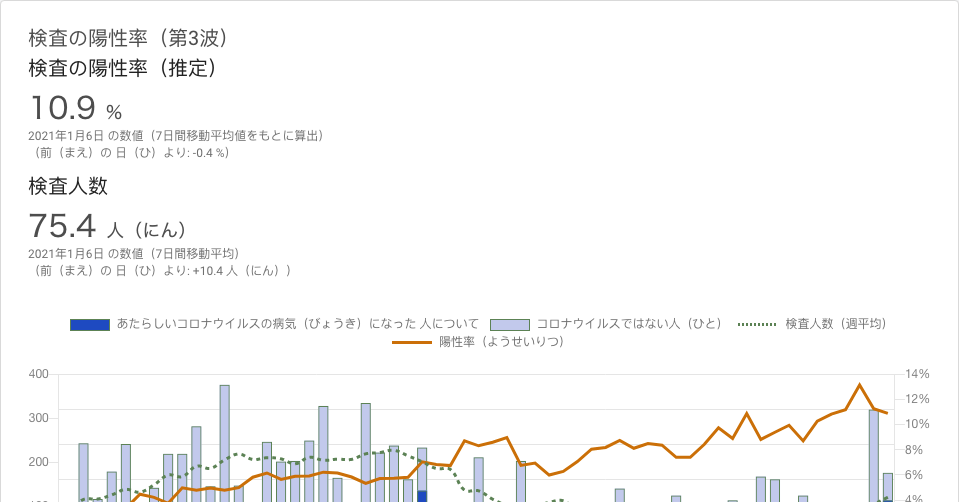 検査の陽性率（第3波）
検査の陽性率（推定）
10.9 %
2021年1月6日 の数値（7日間移動平均値をもとに算出）
（前（まえ）の 日（ひ）より: -0.4 %）
検査人数
75.4 人（にん）
2021年1月6日 の数値（7日間移動平均）
（前（まえ）の 日（ひ）より: +10.4 人（にん））
あたらしいコロナウイルスの病気（びょうき）になった 人について コロナウイルスではない人（ひと） 検査人数（週平均）
陽性率（ようせいりつ）
400 14%
12%
300 10%
8%
200 6%
4%